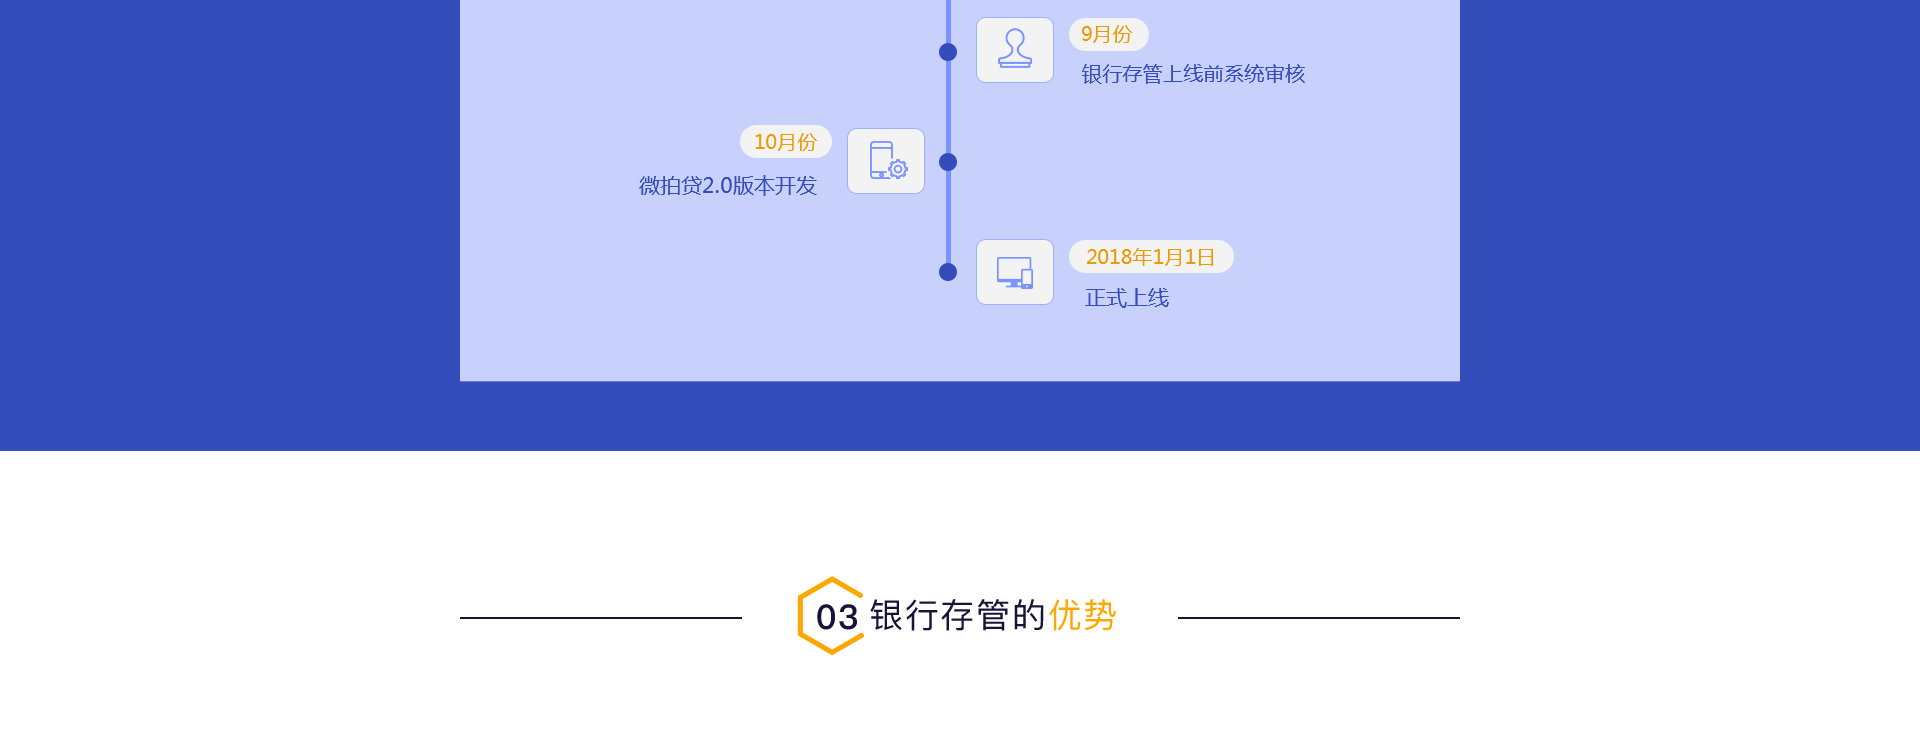 9月份
银行存管上线前系统审核
10月份
微拍贷2.0版本开发
2018年1月1日
正式上线
03 银行存管的优势